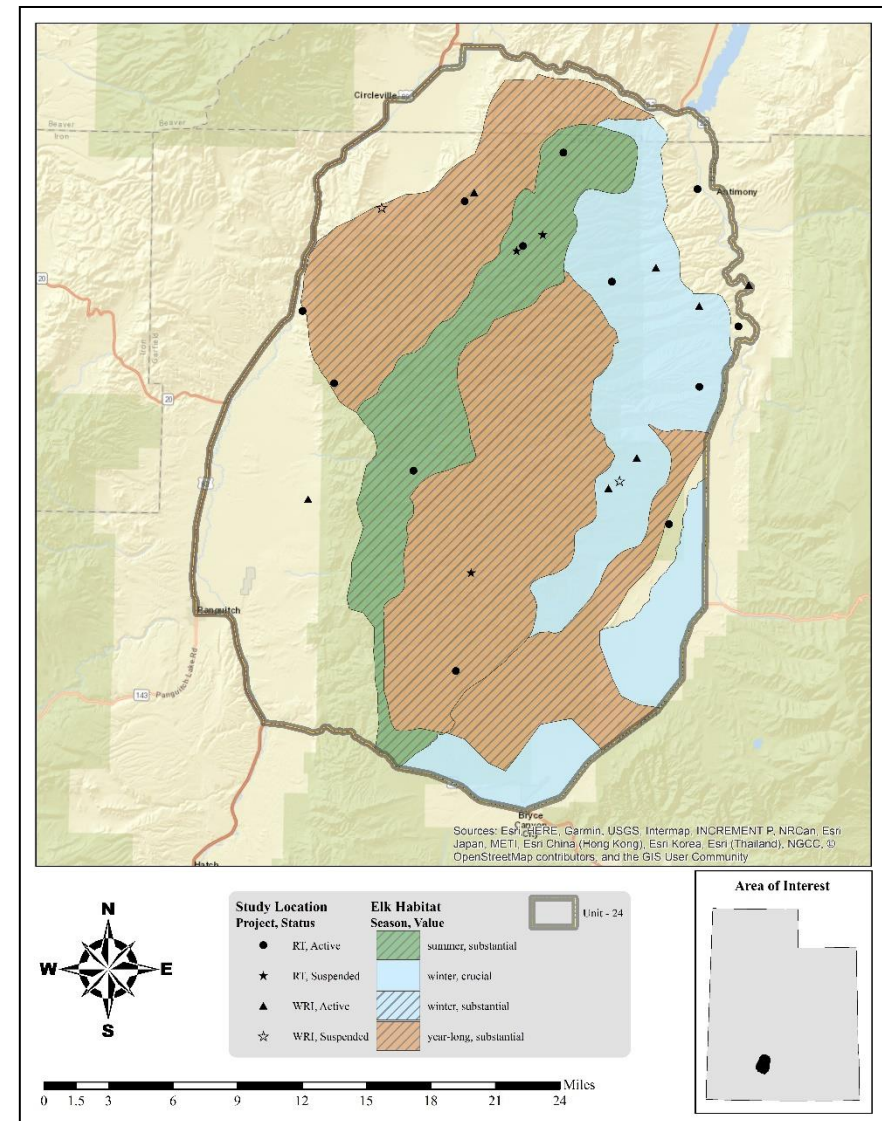 Circleville
89
Beaver
Beaver
Iron
Antimony
20
Iron
Garfield
20
Panguitch
Panguitch Lake Rd
143
Bryce
Canyon
City
Hatch
Sources: Esri, HERE, Garmin, USGS, Intermap, INCREMENT P, NRCan, Esri
Japan, METI, Esri China (Hong Kong), Esri Korea, Esri (Thailand), NGCC, ©
OpenStreetMap contributors, and the GIS User Community
N
W
E
S
Study Location
Project, Status
RT, Active
RT, Suspended
WRI, Active
WRI, Suspended
Elk Habitat
Season, Value
summer, substantial
winter, crucial
winter, substantial
year-long, substantial
Unit - 24
Area of Interest
Miles
0 1.5 3 6 9 12 15 18 21 24